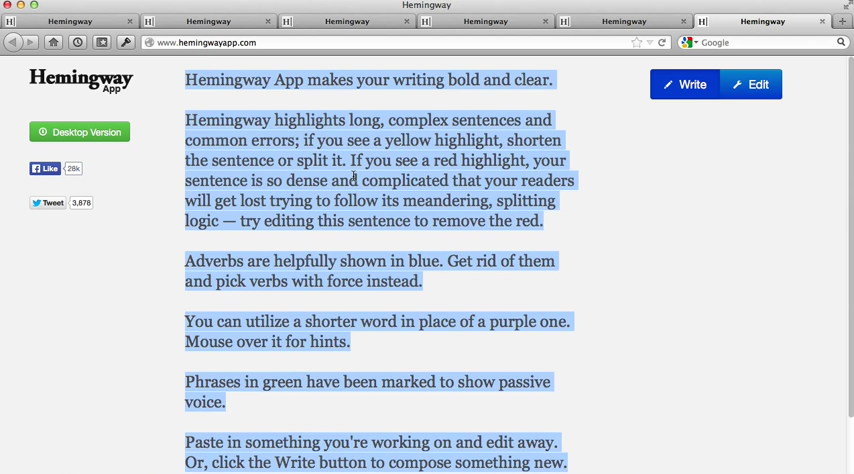 Hemingway
Hemingway Hemingway Hemingway Hemingway Hemingway Hemingway
www.hemingwayapp.com Google
Hemingway
App
Write Edit
Desktop Version
Like 28k
Tweet 3,878
Hemingway App makes your writing bold and clear.
Hemingway highlights long, complex sentences and
common errors; if you see a yellow highlight, shorten
the sentence or split it. If you see a red highlight, your
sentence is so dense and complicated that your readers
will get lost trying to follow its meandering, splitting
logic — try editing this sentence to remove the red.
Adverbs are helpfully shown in blue. Get rid of them
and pick verbs with force instead.
You can utilize a shorter word in place of a purple one.
Mouse over it for hints.
Phrases in green have been marked to show passive
voice.
Paste in something you're working on and edit away.
Or, click the Write button to compose something new.